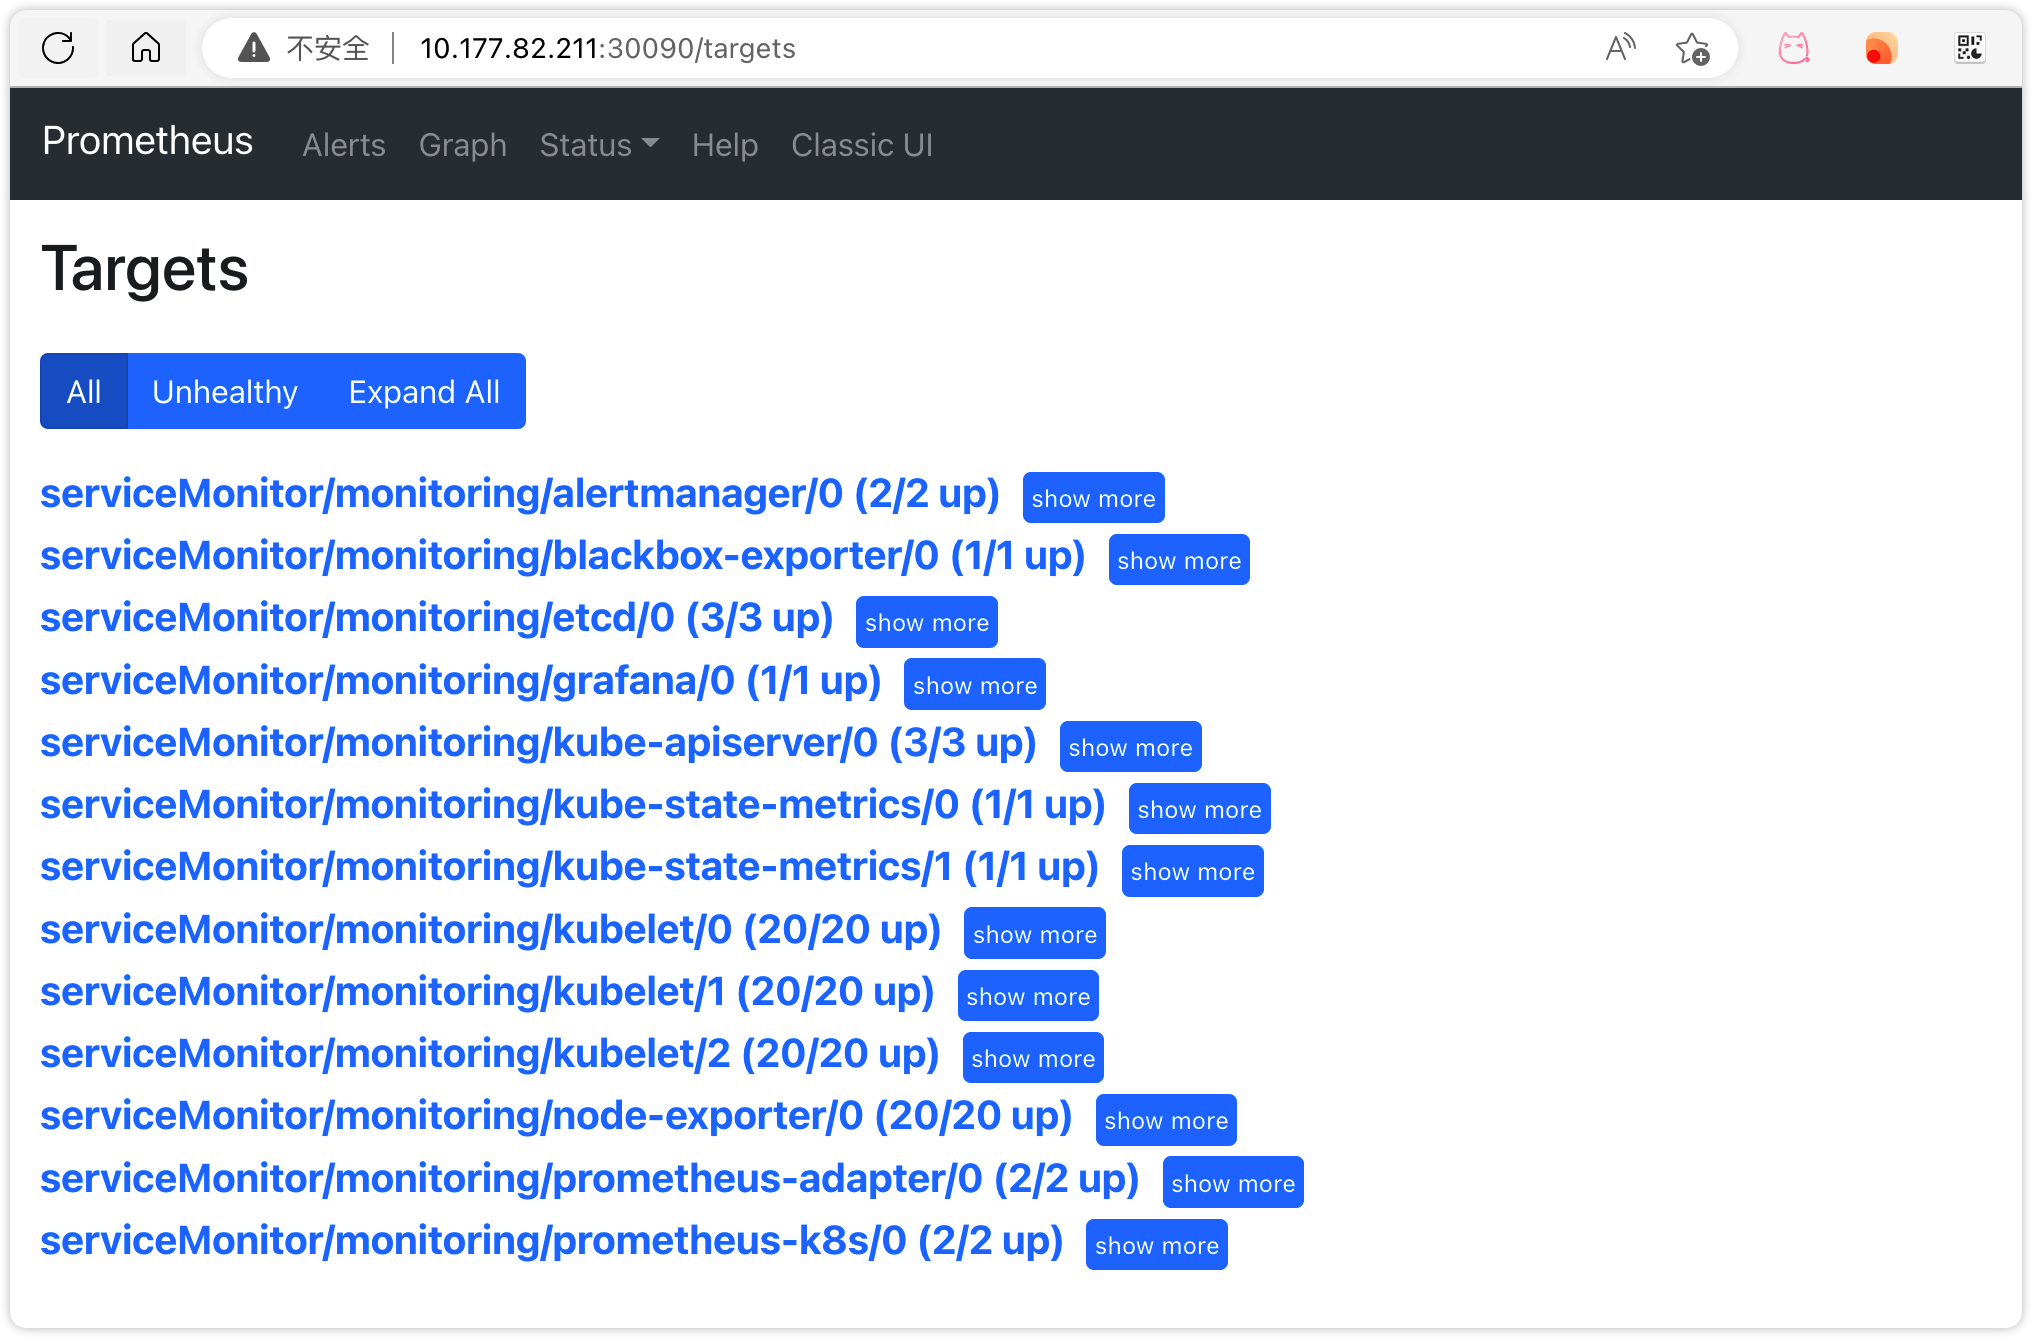 不安全 10.177.82.211:30090/targets
Prometheus Alerts Graph Status Help Classic UI
Targets
All Unhealthy Expand All
serviceMonitor/monitoring/alertmanager/0 (2/2 up) show more
serviceMonitor/monitoring/blackbox-exporter/0 (1/1 up) show more
serviceMonitor/monitoring/etcd/0 (3/3 up) show more
serviceMonitor/monitoring/grafana/0 (1/1 up) show more
serviceMonitor/monitoring/kube-apiserver/0 (3/3 up) show more
serviceMonitor/monitoring/kube-state-metrics/0 (1/1 up) show more
serviceMonitor/monitoring/kube-state-metrics/1 (1/1 up) show more
serviceMonitor/monitoring/kubelet/0 (20/20 up) show more
serviceMonitor/monitoring/kubelet/1 (20/20 up) show more
serviceMonitor/monitoring/kubelet/2 (20/20 up) show more
serviceMonitor/monitoring/node-exporter/0 (20/20 up) show more
serviceMonitor/monitoring/prometheus-adapter/0 (2/2 up) show more
serviceMonitor/monitoring/prometheus-k8s/0 (2/2 up) show more